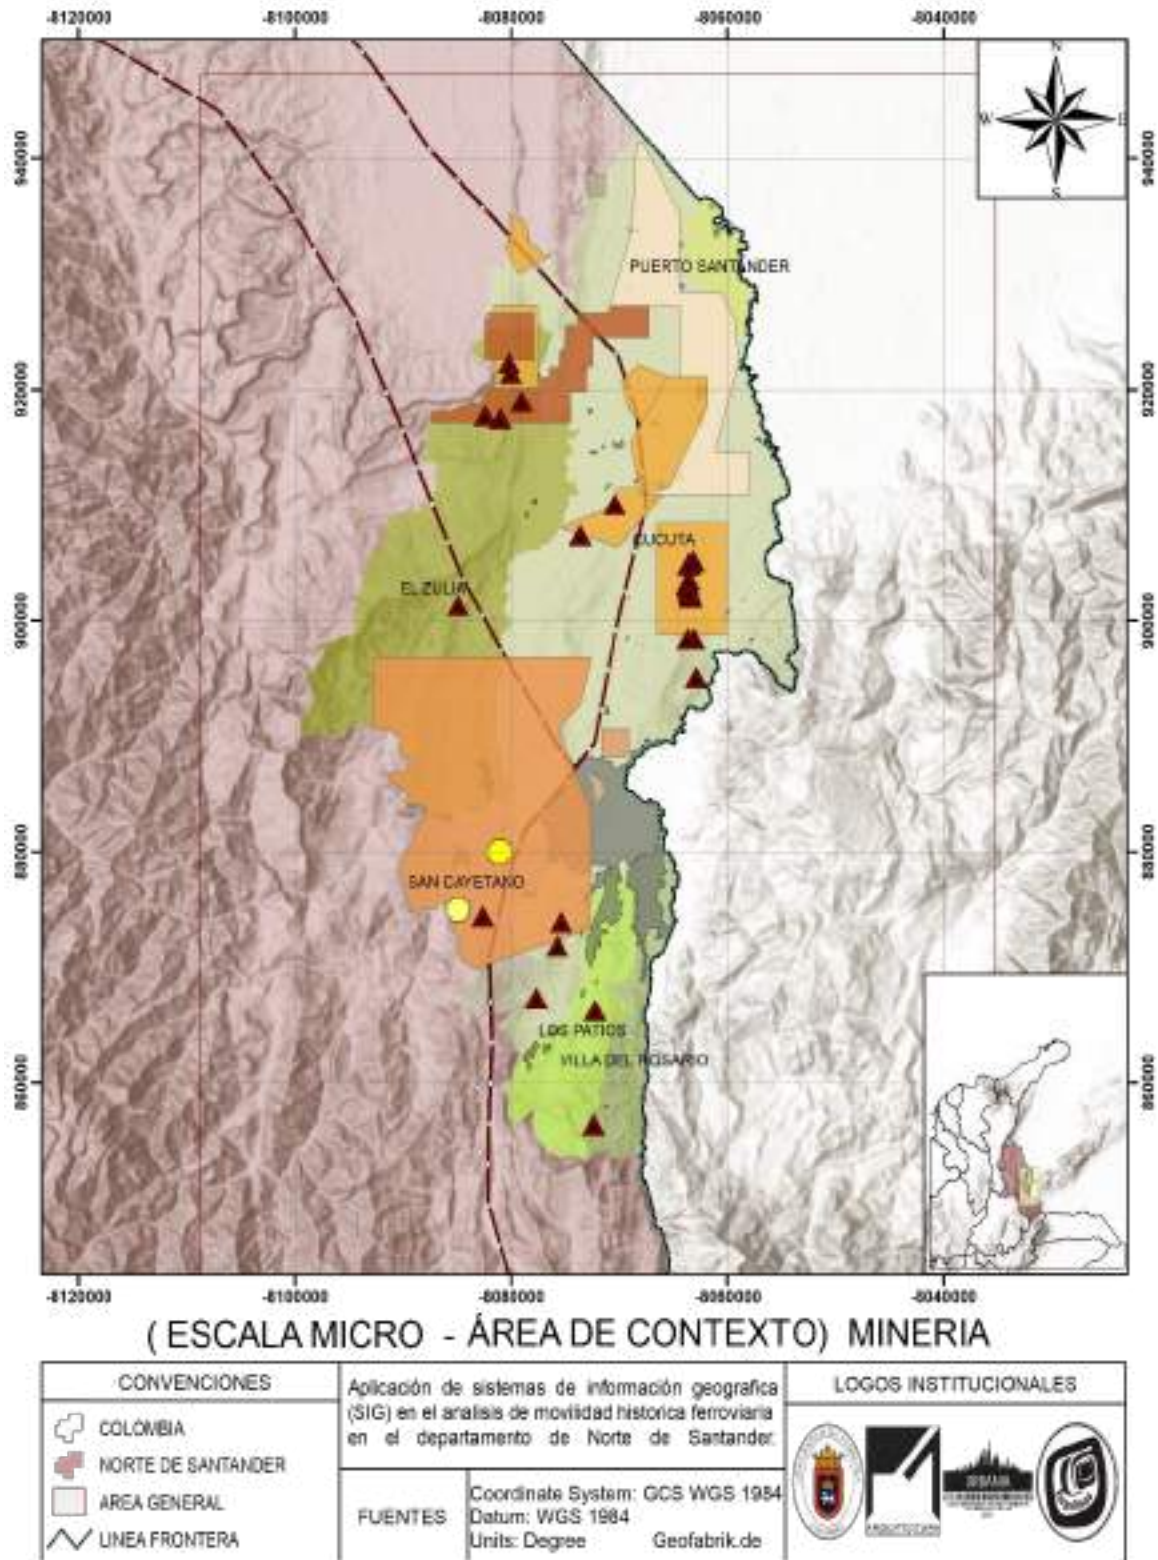 -8120000 -8100000 -8080000 -8060000 -8040000
N
W E
S
940000 940000
PUERTO SANTANDER
920000 920000
CUCUTA
EL ZULIA
900000 900000
880000 880000
SAN CAYETANO
LOS PATIOS
VILLA DEL ROSARIO
860000 860000
-8120000 -8100000 -8080000 -8060000 -8040000
( ESCALA MICRO - ÁREA DE CONTEXTO) MINERIA
CONVENCIONES
COLOMBIA
NORTE DE SANTANDER
AREA GENERAL
LINEA FRONTERA
Aplicación de sistemas de información geografica
(SIG) en el analisis de movilidad historica ferroviaria
en el departamento de Norte de Santander.
FUENTES
Coordinate System: GCS WGS 1984
Datum: WGS 1984
Units: Degree Geofabrik.de
LOGOS INSTITUCIONALES
ARQUITECTURA